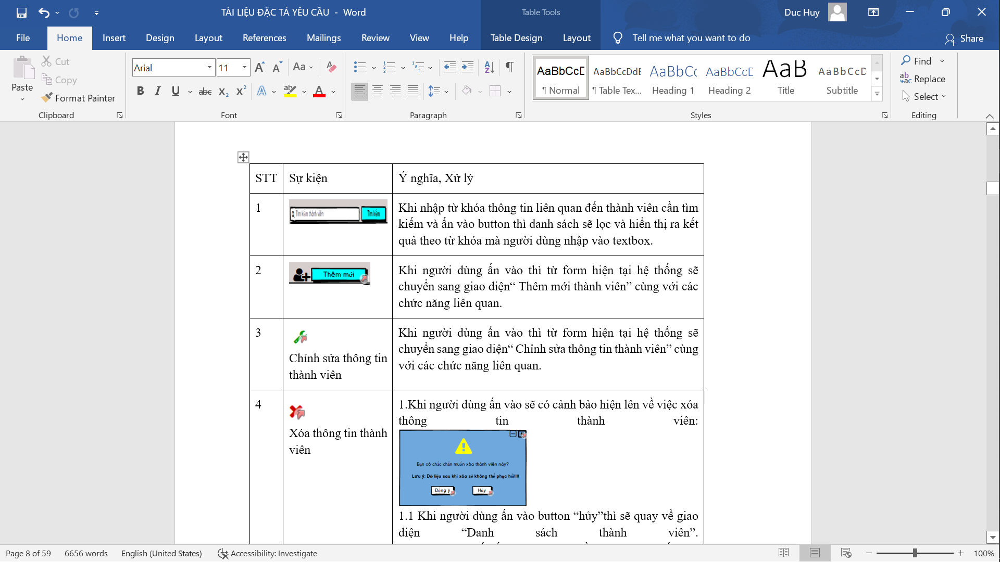 TÀI LIỆU ĐẶC TẢ YÊU CẦU - Word
Table Tools
Duc Huy
File
Home
Insert
Design
Layout
References
Mailings
Review
View
Help
Table Design
Layout
Tell me what you want to do
Share
Paste
Cut
Copy
Format Painter
Clipboard
Arial
11
Font
Paragraph
AaBbCcD
¶ Normal
AaBbCcDdE
¶ Table Tex...
AaBbCc
Heading 1
AaBbCcD
Heading 2
AaB
Title
AaBbCcD
Subtitle
Styles
Find
Replace
Select
Editing
STT
Sự kiện
Ý nghĩa, Xử lý
1
Tìm kiếm thành viên
Tìm kiếm
Khi nhập từ khóa thông tin liên quan đến thành viên cần tìm
kiếm và ấn vào button thì danh sách sẽ lọc và hiển thị ra kết
quả theo từ khóa mà người dùng nhập vào textbox.
2
Thêm mới
Khi người dùng ấn vào thì từ form hiện tại hệ thống sẽ
chuyển sang giao diện“ Thêm mới thành viên” cùng với các
chức năng liên quan.
3
Chỉnh sửa thông tin
thành viên
Khi người dùng ấn vào thì từ form hiện tại hệ thống sẽ
chuyển sang giao diện“ Chỉnh sửa thông tin thành viên” cùng
với các chức năng liên quan.
4
Xóa thông tin thành
viên
1.Khi người dùng ấn vào sẽ có cảnh bảo hiện lên về việc xóa
thông tin thành viên:
Bạn có chắc chắn muốn xóa thành viên này?
Lưu ý: Dữ liệu sau khi xóa sẽ không thể phục hồi!!!!
Đồng ý
Hủy
1.1 Khi người dùng ấn vào button “hủy”thì sẽ quay về giao
diện “Danh sách thành viên”.
Page 8 of 59
6656 words
English (United States)
Accessibility: Investigate
100%